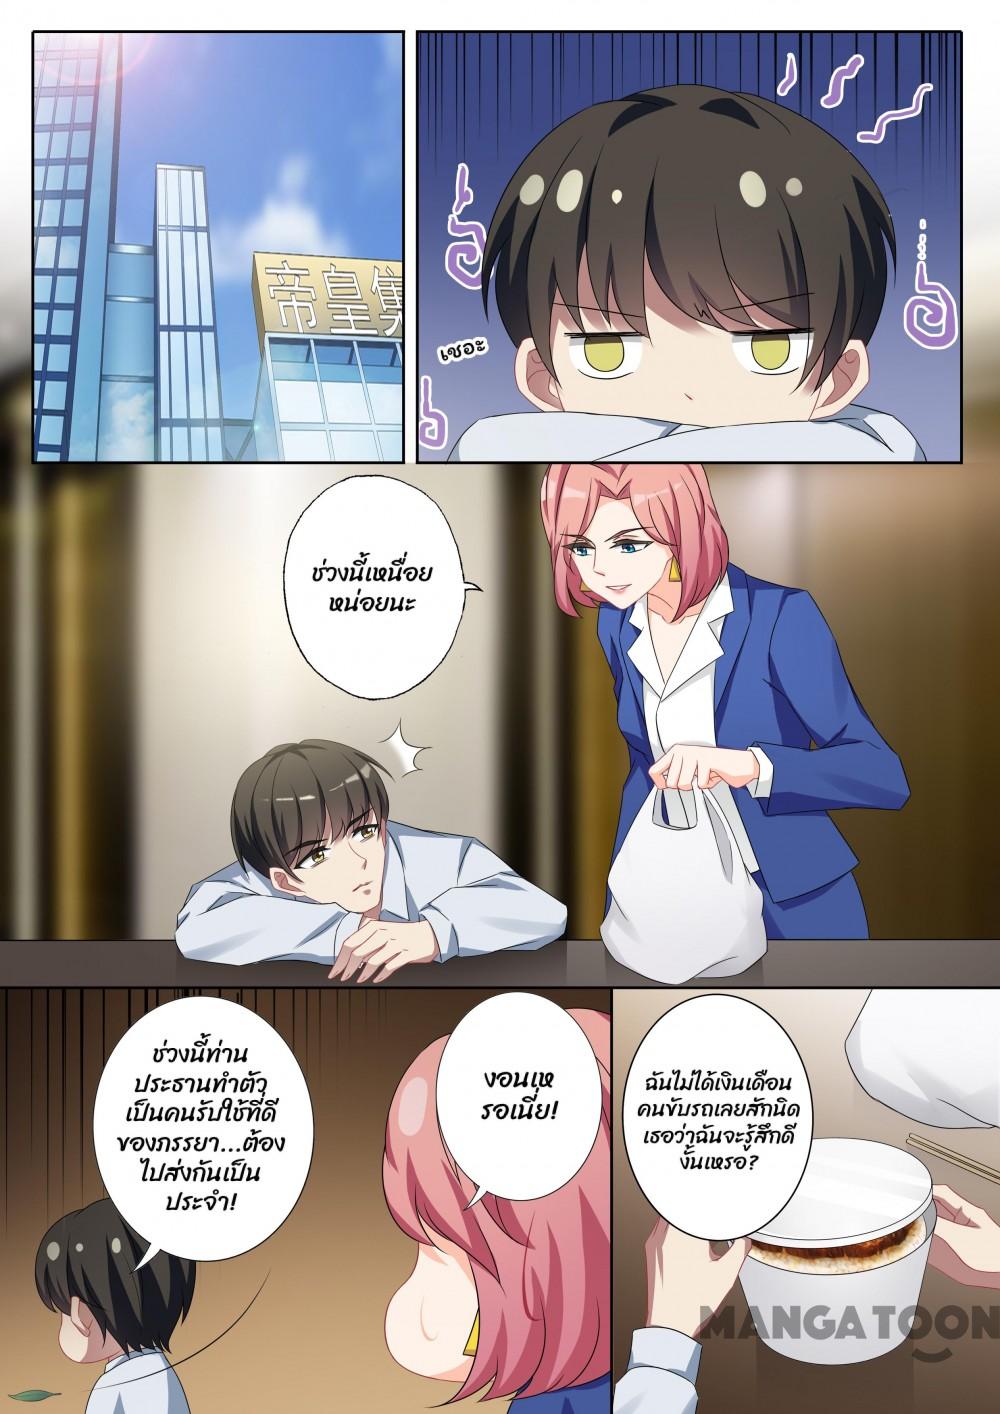 帝皇集
เชอะ
ช่วงนี้เหนื่อย
หน่อยนะ
ช่วงนี้ท่าน
ประธานทำตัว
เป็นคนรับใช้ที่ดี
ของภรรยา...ต้อง
ไปส่งกันเป็น
ประจำ!
งอนเห
รอเนี่ย!
ฉันไม่ได้เงินเดือน
คนขับรถเลยสักนิด
เธอว่าฉันจะรู้สึกดี
งั้นเหรอ?
MANGATOON